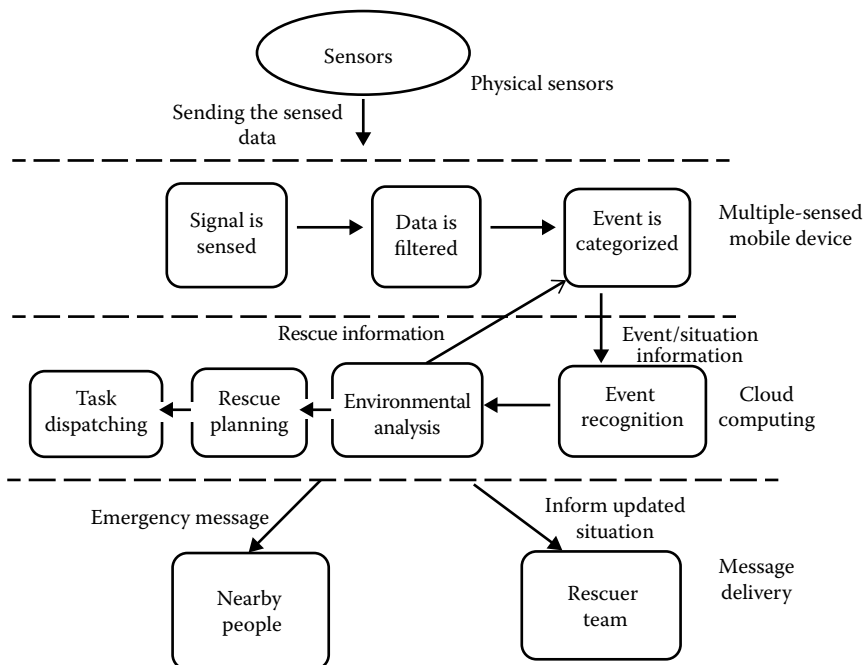 Sensors
Physical sensors
Sending the sensed
data
Signal is
sensed
Data is
filtered
Event is
categorized
Multiple-sensed
mobile device
Rescue information
Event/situation
information
Task
dispatching
Rescue
planning
Environmental
analysis
Event
recognition
Cloud
computing
Emergency message
Inform updated
situation
Nearby
people
Rescuer
team
Message
delivery